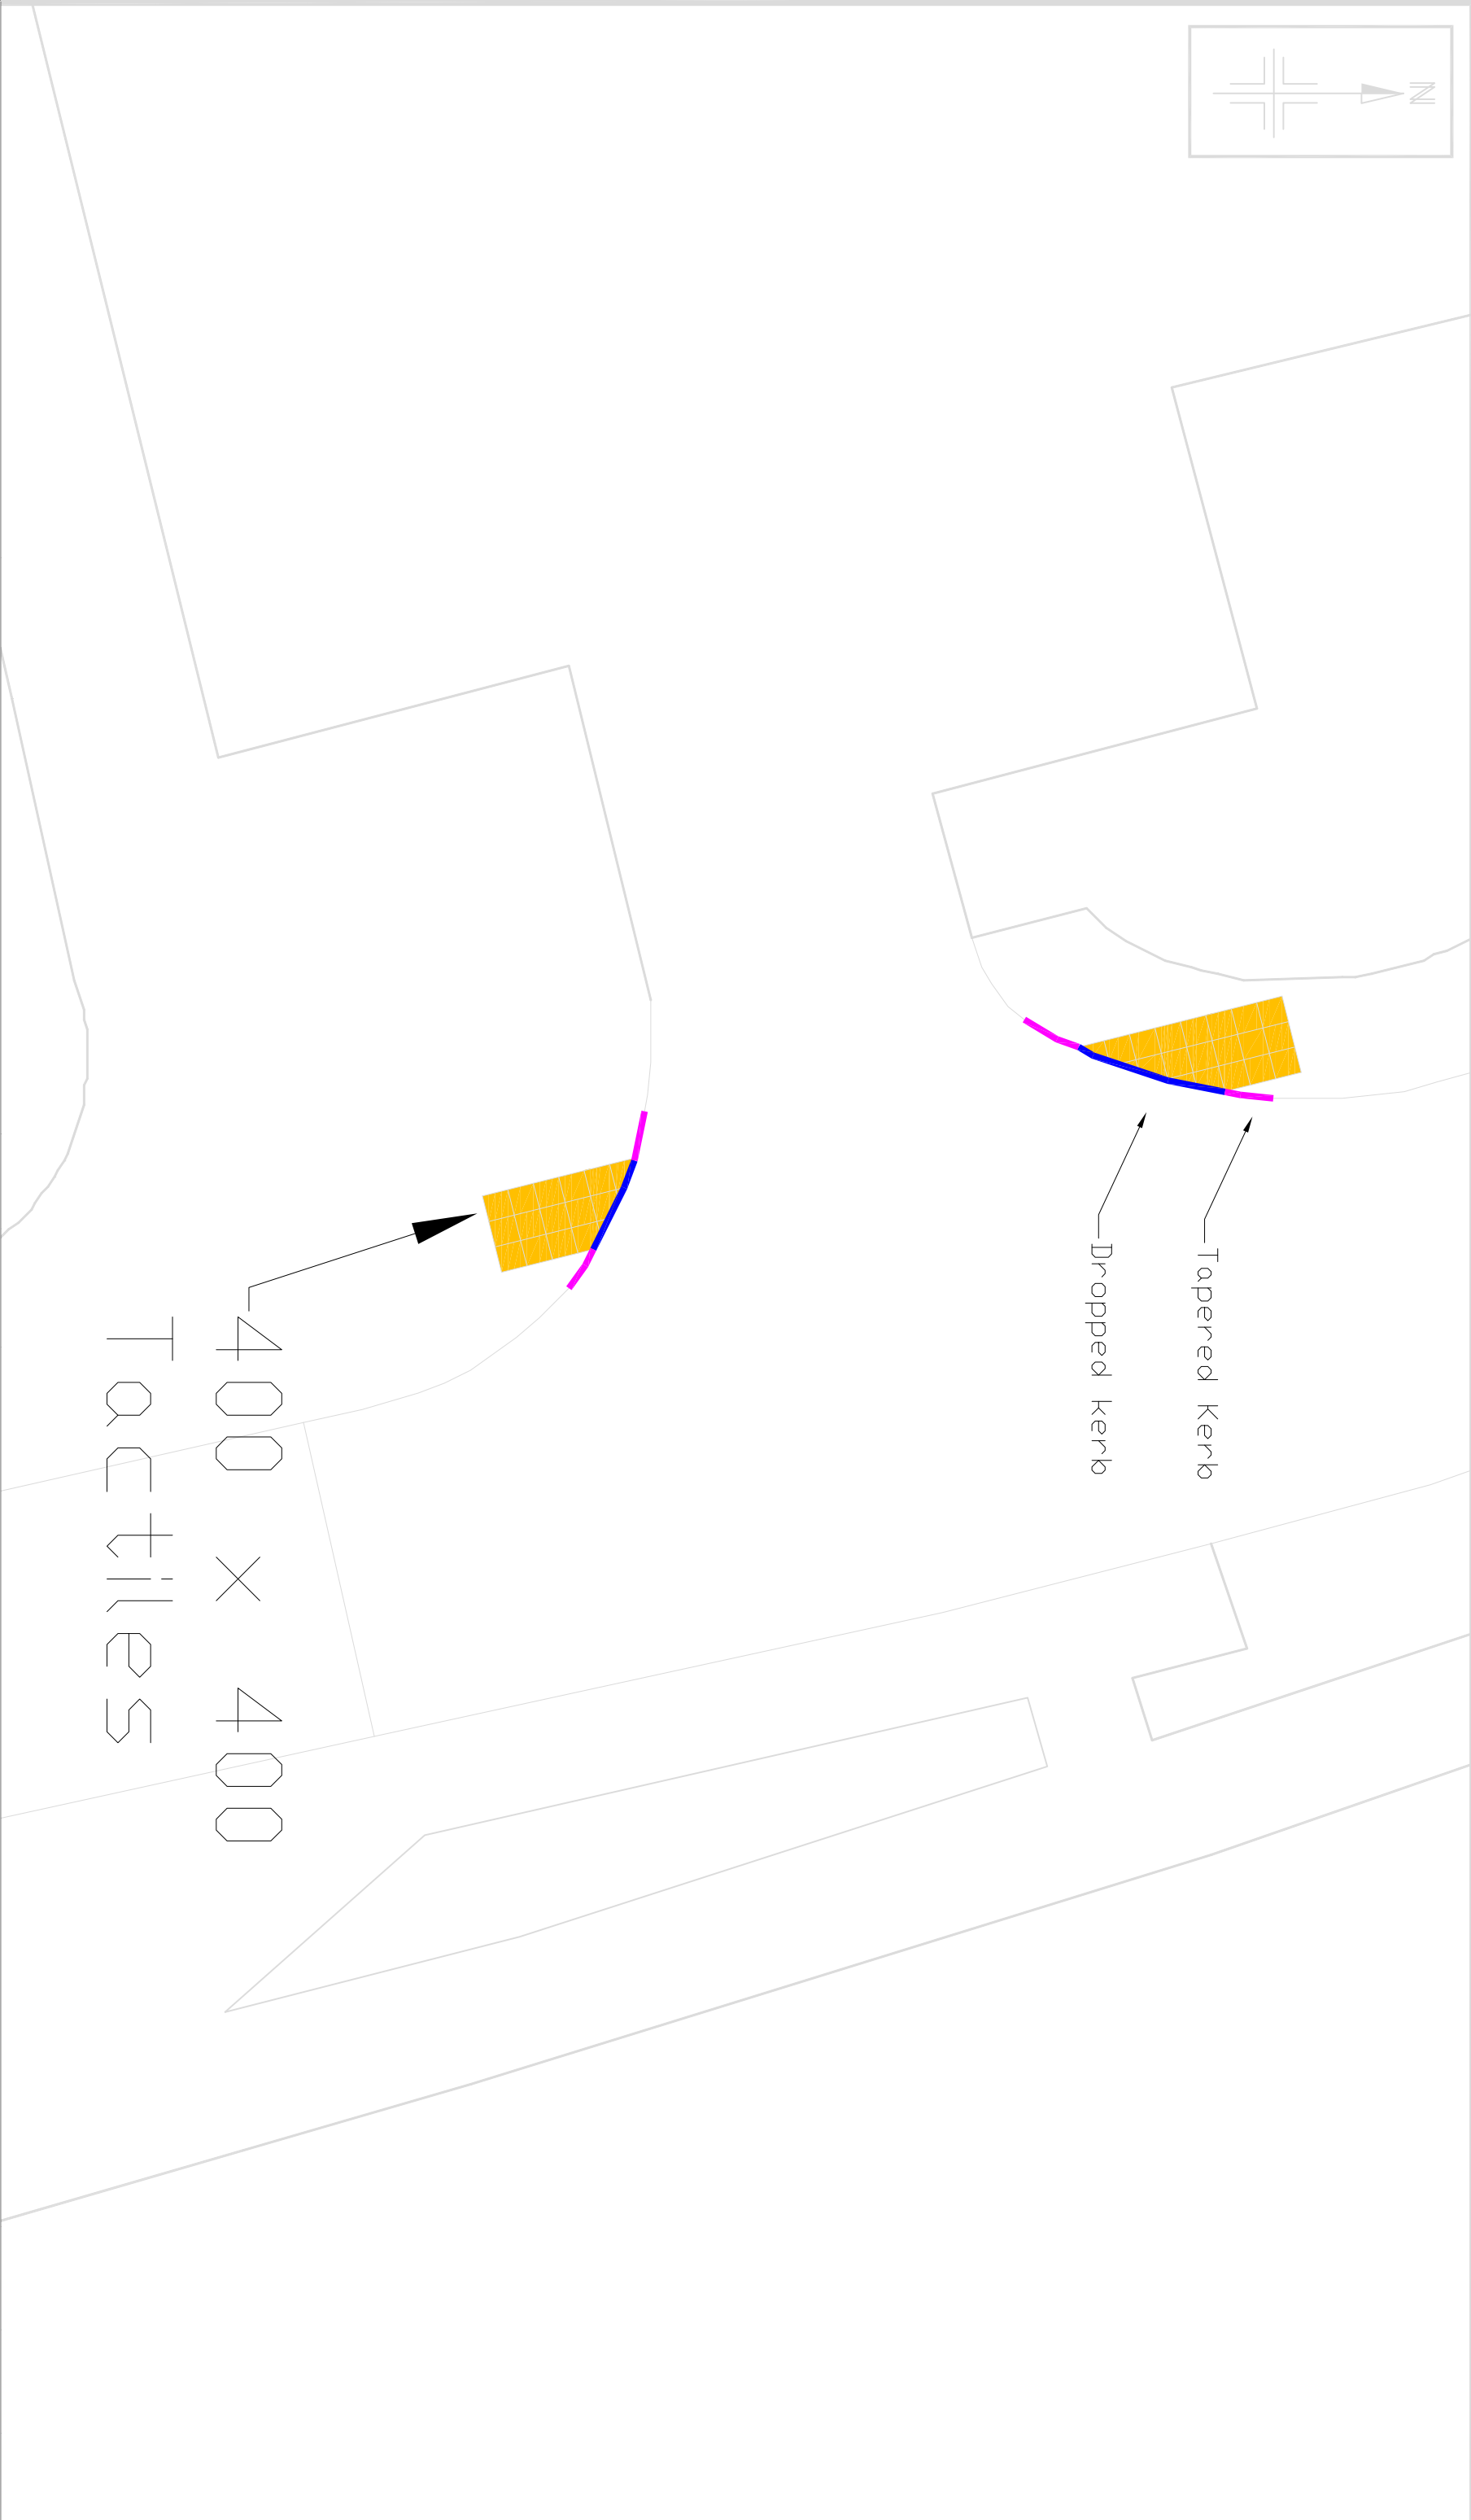 N
Tapered Kerb
Dropped kerb
400 x 400
Tactiles